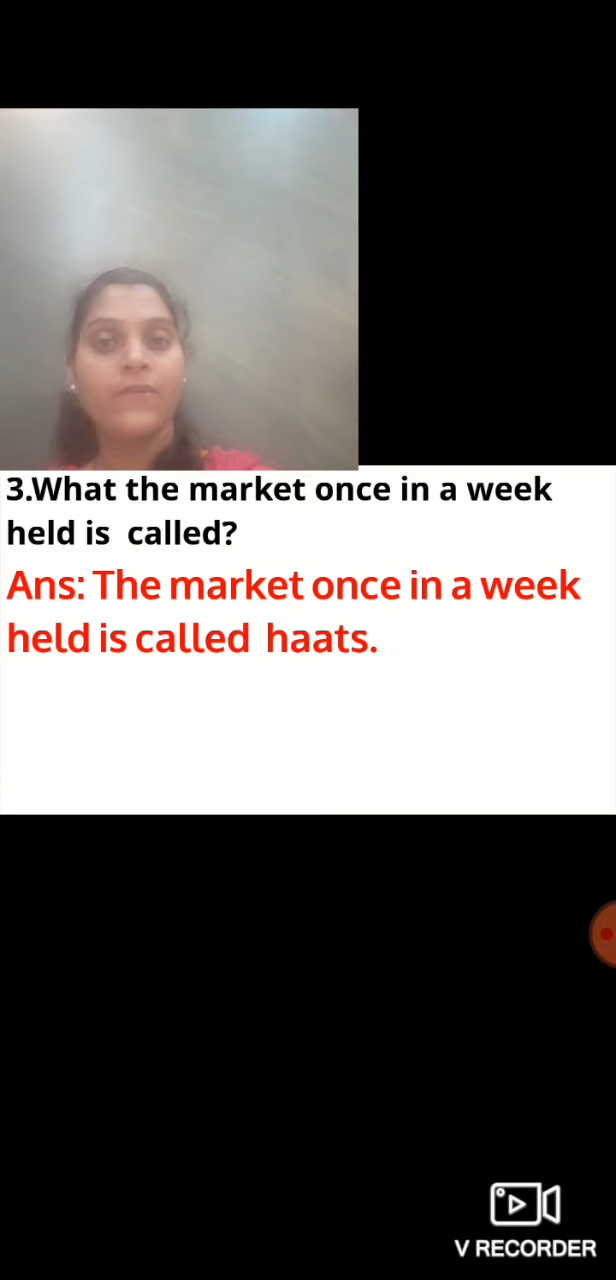 3.What the market once in a week
held is called?
Ans: The market once in a week
held is called haats.
V RECORDER